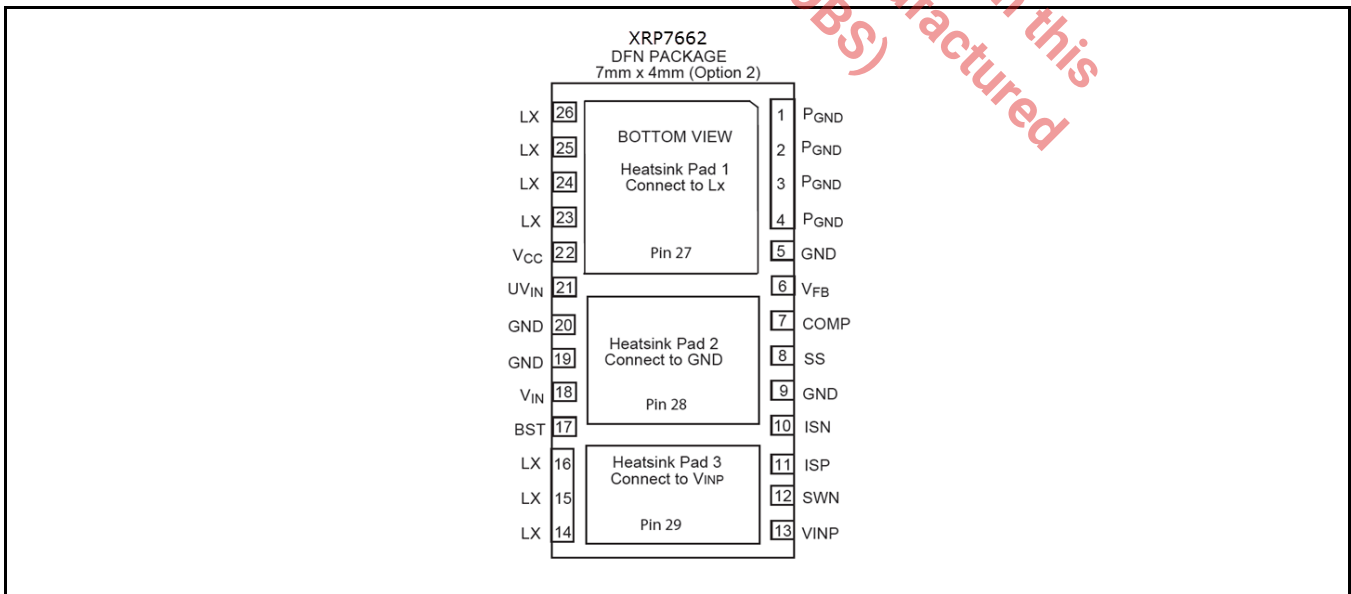 XRP7662
DFN PACKAGE
7mm x 4mm (Option 2)
LX 26
LX 25
LX 24
LX 23
VCC 22
UVIN 21
GND 20
GND 19
VIN 18
BST 17
LX 16
LX 15
LX 14
BOTTOM VIEW
Heatsink Pad 1
Connect to Lx
Pin 27
Heatsink Pad 2
Connect to GND
Pin 28
Heatsink Pad 3
Connect to VINP
Pin 29
1 PGND
2 PGND
3 PGND
4 PGND
5 GND
6 VFB
7 COMP
8 SS
9 GND
10 ISN
11 ISP
12 SWN
13 VINP
this
BS)